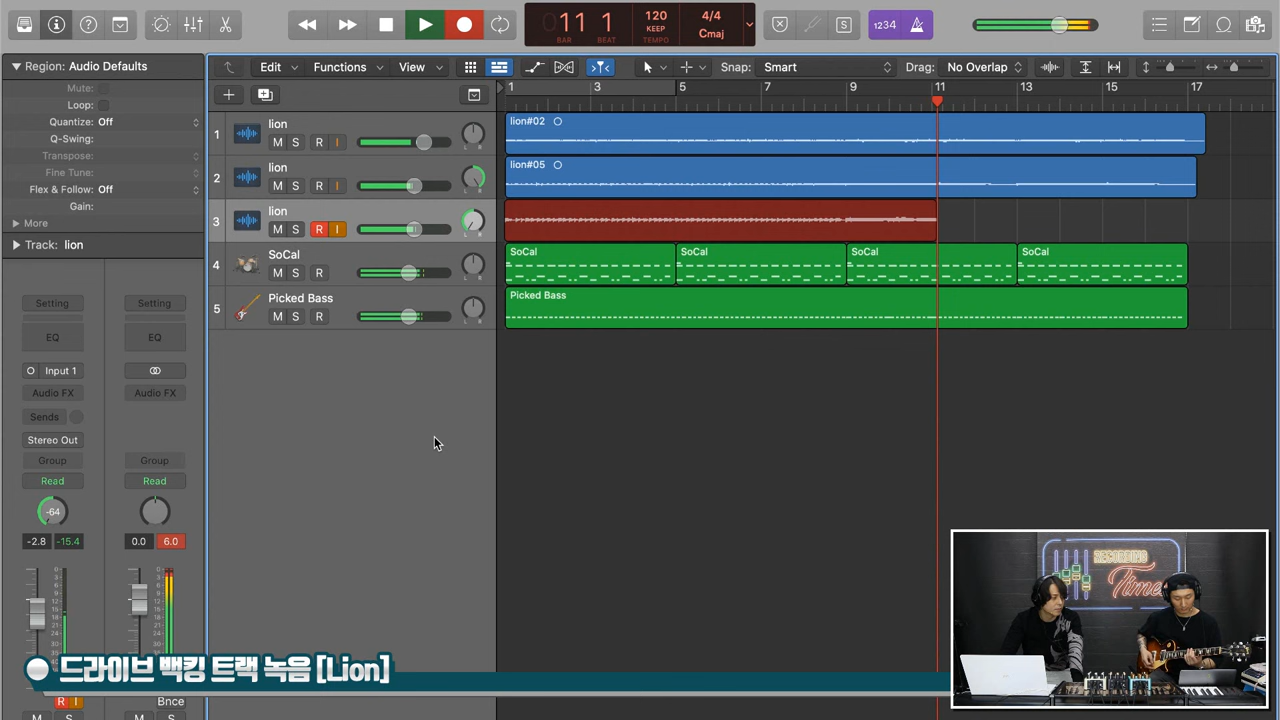 11 1
BAR BEAT
120
KEEP
TEMPO
4/4
Cmaj
1234
Region: Audio Defaults
Mute:
Loop:
Quantize: Off
Q-Swing:
Transpose:
Fine Tune:
Flex & Follow: Off
Gain:
More
Track: lion
Edit
Functions
View
Snap: Smart
Drag: No Overlap
1 3 5 7 9 11 13 15 17
1 lion
M S R I
lion#02
2 lion
M S R I
lion#05
3 lion
M S R I
4 SoCal
M S R
SoCal SoCal SoCal SoCal
5 Picked Bass
M S R
Picked Bass
Setting Setting
EQ EQ
Input 1
Audio FX Audio FX
Sends
Stereo Out
Group Group
Read Read
-64
-2.8 -15.4 0.0 6.0
R I Bnce
M S M S
드라이브 백킹 트랙 녹음 [Lion]
RECORDING
Time